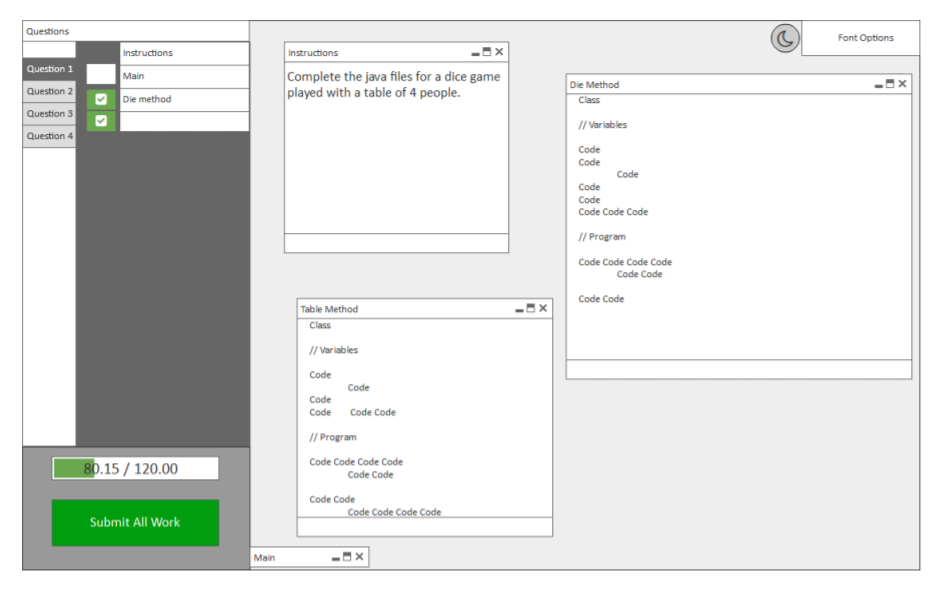 Questions
Question 1
Question 2
Question 3
Question 4
Instructions
Main
Die method
80.15 / 120.00
Submit All Work
Instructions
Complete the java files for a dice game
played with a table of 4 people.
Table Method
Class
// Variables
Code
Code
Code
Code Code Code
// Program
Code Code Code Code
Code Code
Code Code
Code Code Code Code
Main
Font Options
Die Method
Class
// Variables
Code
Code
Code
Code
Code
Code Code Code
// Program
Code Code Code Code
Code Code
Code Code